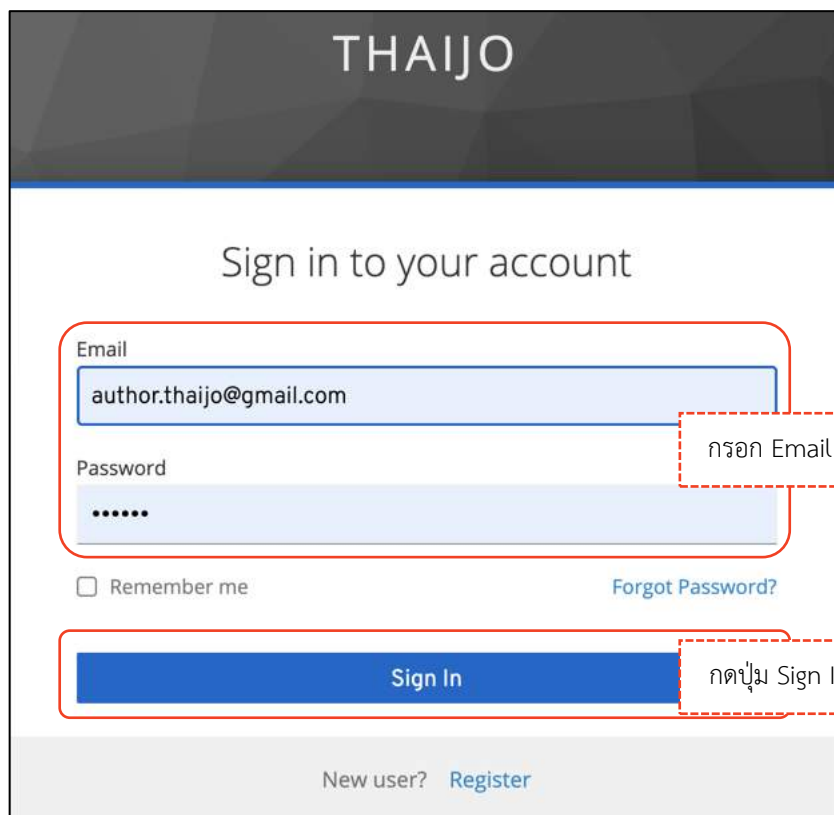 THAIJO
Sign in to your account
Email
author.thaijo@gmail.com
กรอก Email
Password
••••••
Remember me
Forgot Password?
Sign In
กดปุ่ม Sign
New user? Register